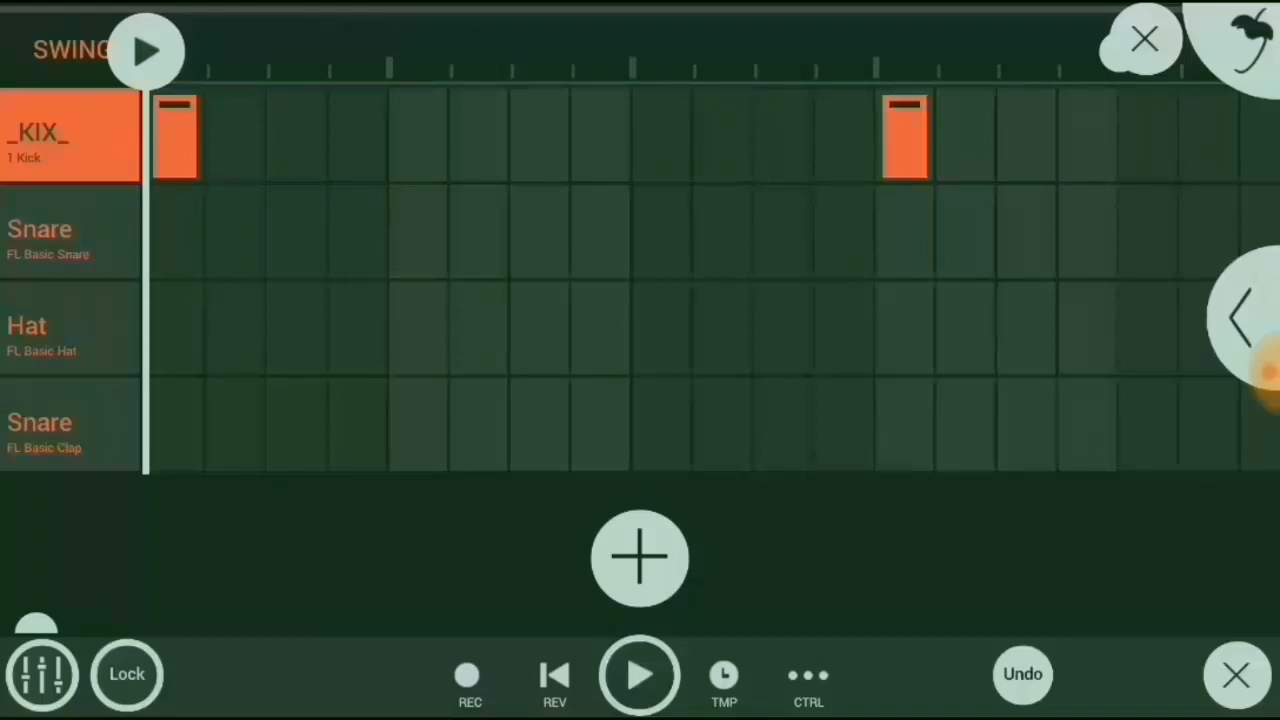 SWING
_KIX_
1 Kick
Snare
FL Basic Snare
Hat
FL Basic Hat
Snare
FL Basic Clap
Lock
REC
REV
TMP
CTRL
Undo